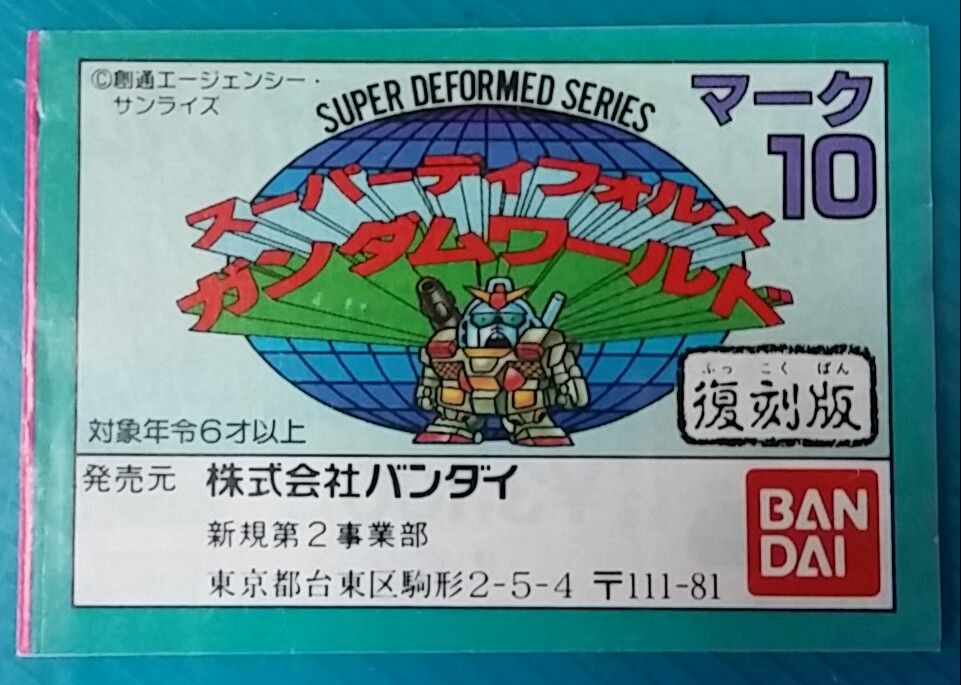 ©創通エージェンシー・
サンライズ
SUPER DEFORMED SERIES
マーク
10
スーパーディフォルメ
ガンダムワールド
ふっこくばん
復刻版
対象年令6才以上
発売元 株式会社バンダイ
新規第2事業部
東京都台東区駒形2-5-4 〒111-81
BAN
DAI